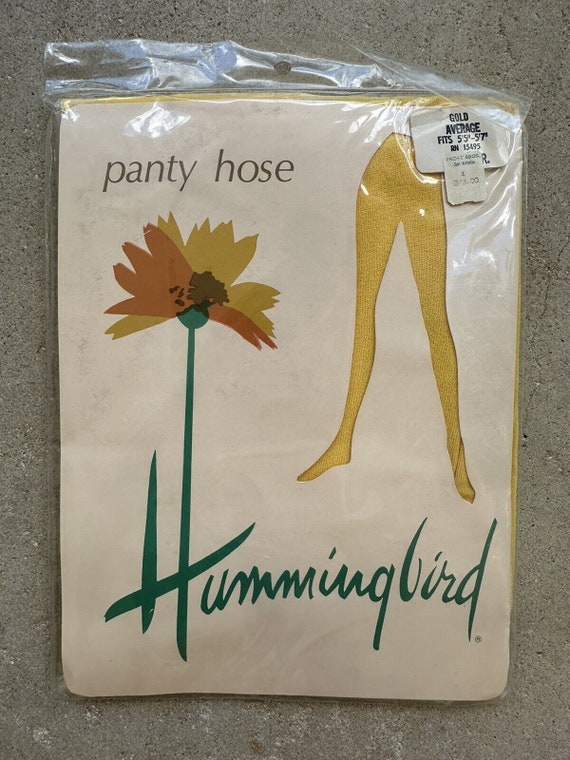 GOLD
AVERAGE
FITS 5'5"-5'7"
RN 15495
R.
panty hose
Hummingbird
®